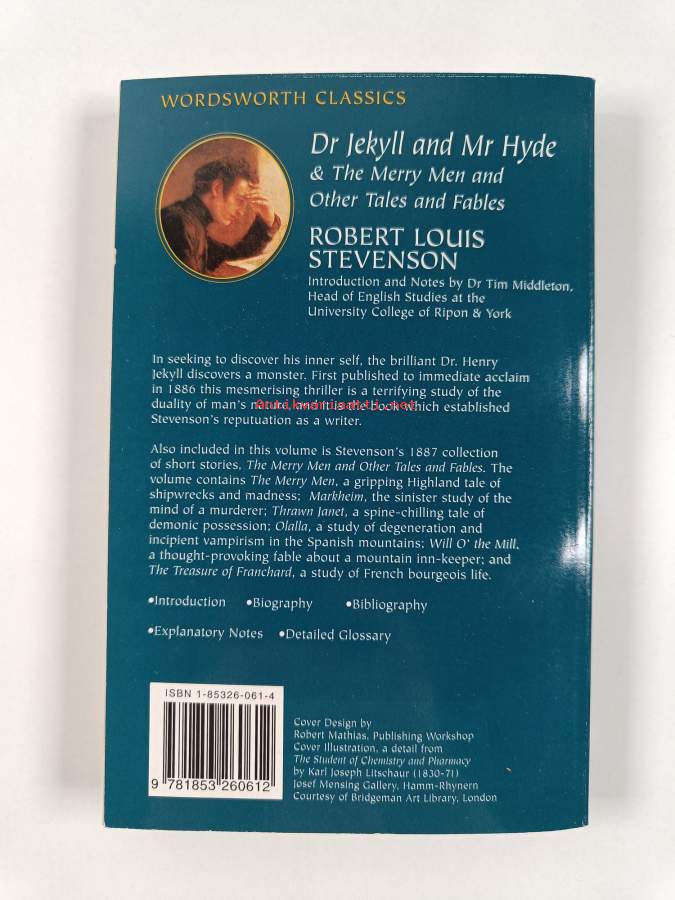 WORDSWORTH CLASSICS
Dr Jekyll and Mr Hyde
& The Merry Men and
Other Tales and Fables
ROBERT LOUIS
STEVENSON
Introduction and Notes by Dr Tim Middleton,
Head of English Studies at the
University College of Ripon & York
In seeking to discover his inner self, the brilliant Dr. Henry
Jekyll discovers a monster. First published to immediate acclaim
in 1886 this mesmerising thriller is a terrifying study of the
duality of man's nature, and it is the book which established
Antikvariaatti.net
Stevenson's reputuation as a writer.
Also included in this volume is Stevenson's 1887 collection
of short stories, The Merry Men and Other Tales and Fables. The
volume contains The Merry Men, a gripping Highland tale of
shipwrecks and madness; Markheim, the sinister study of the
mind of a murderer; Thrawn Janet, a spine-chilling tale of
demonic possession; Olalla, a study of degeneration and
incipient vampirism in the Spanish mountains; Will O' the Mill,
a thought-provoking fable about a mountain inn-keeper; and
The Treasure of Franchard, a study of French bourgeois life.
•Introduction •Biography •Bibliography
•Explanatory Notes •Detailed Glossary
ISBN 1-85326-061-4
9 781853 260612
Cover Design by
Robert Mathias, Publishing Workshop
Cover Illustration, a detail from
The Student of Chemistry and Pharmacy
by Karl Joseph Litschaur (1830-71)
Josef Mensing Gallery, Hamm-Rhynern
Courtesy of Bridgeman Art Library, London